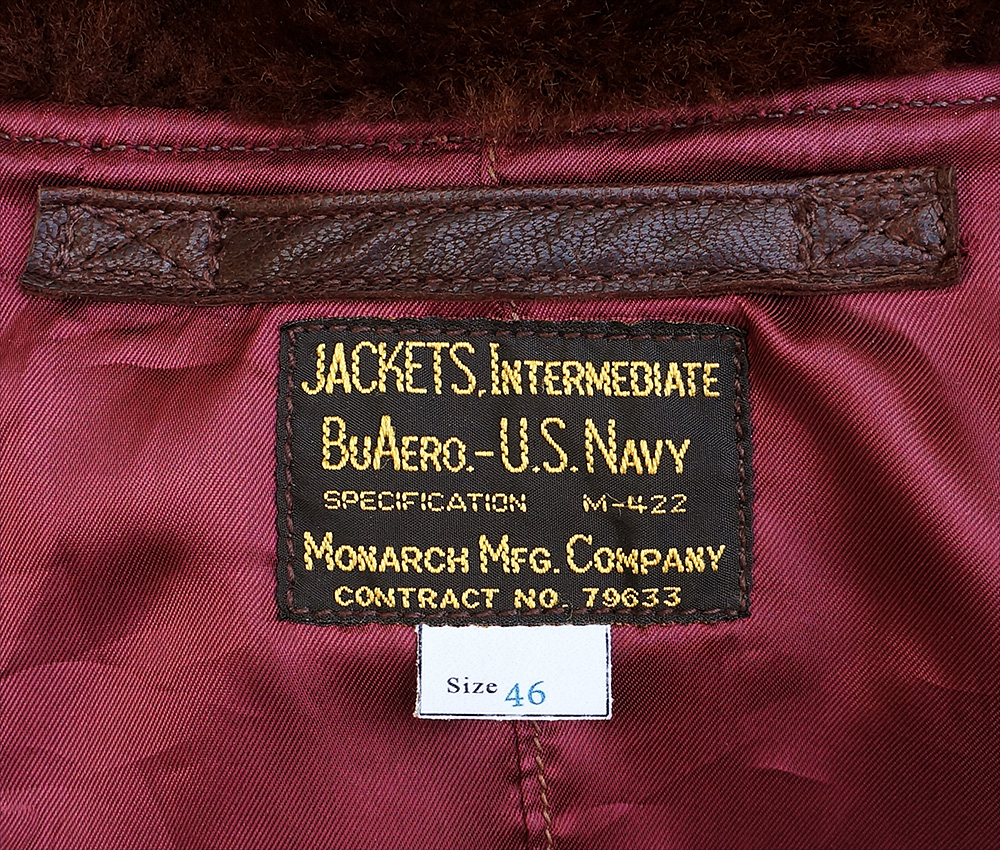 JACKETS, INTERMEDIATE
BUAERO.-U.S. NAVY
SPECIFICATION M-422
MONARCH MFG. COMPANY
CONTRACT NO. 79633
Size 46